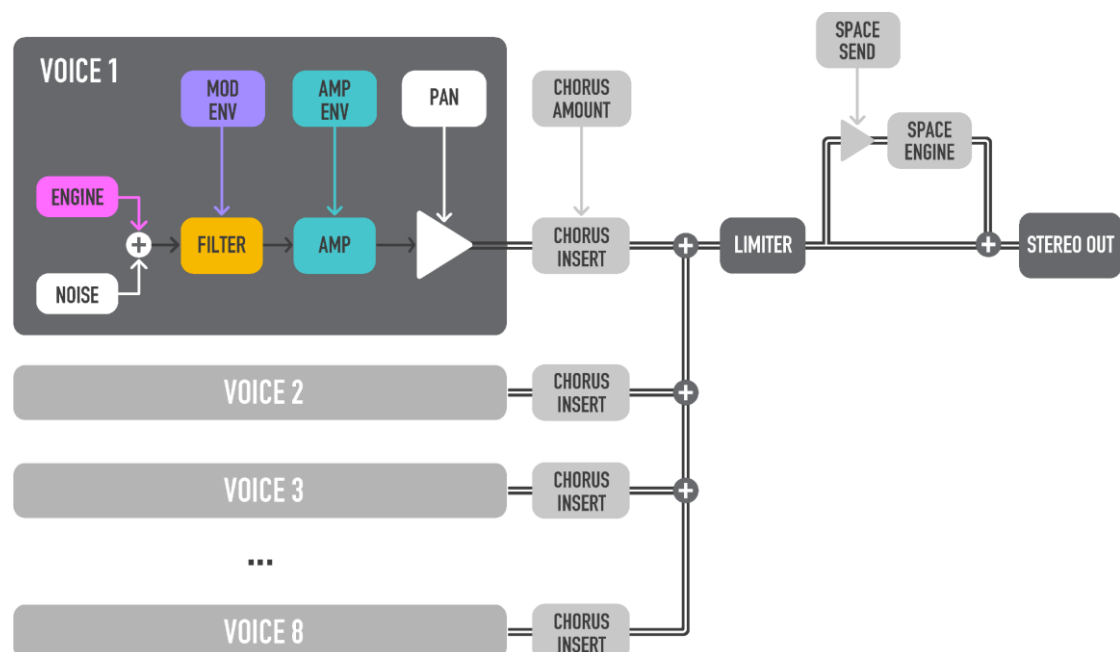 VOICE 1
MOD
ENV
AMP
ENV
PAN
CHORUS
AMOUNT
SPACE
SEND
SPACE
ENGINE
ENGINE
NOISE
+
FILTER
AMP
CHORUS
INSERT
+
LIMITER
+
STEREO OUT
VOICE 2
CHORUS
INSERT
+
VOICE 3
CHORUS
INSERT
+
...
VOICE 8
CHORUS
INSERT